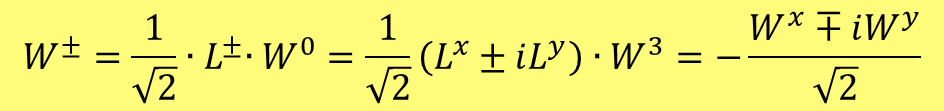 W^± = 1/√2 · L^± · W^0 = 1/√2 (L^x ± iL^y) · W^3 = − (W^x ∓ iW^y)/√2